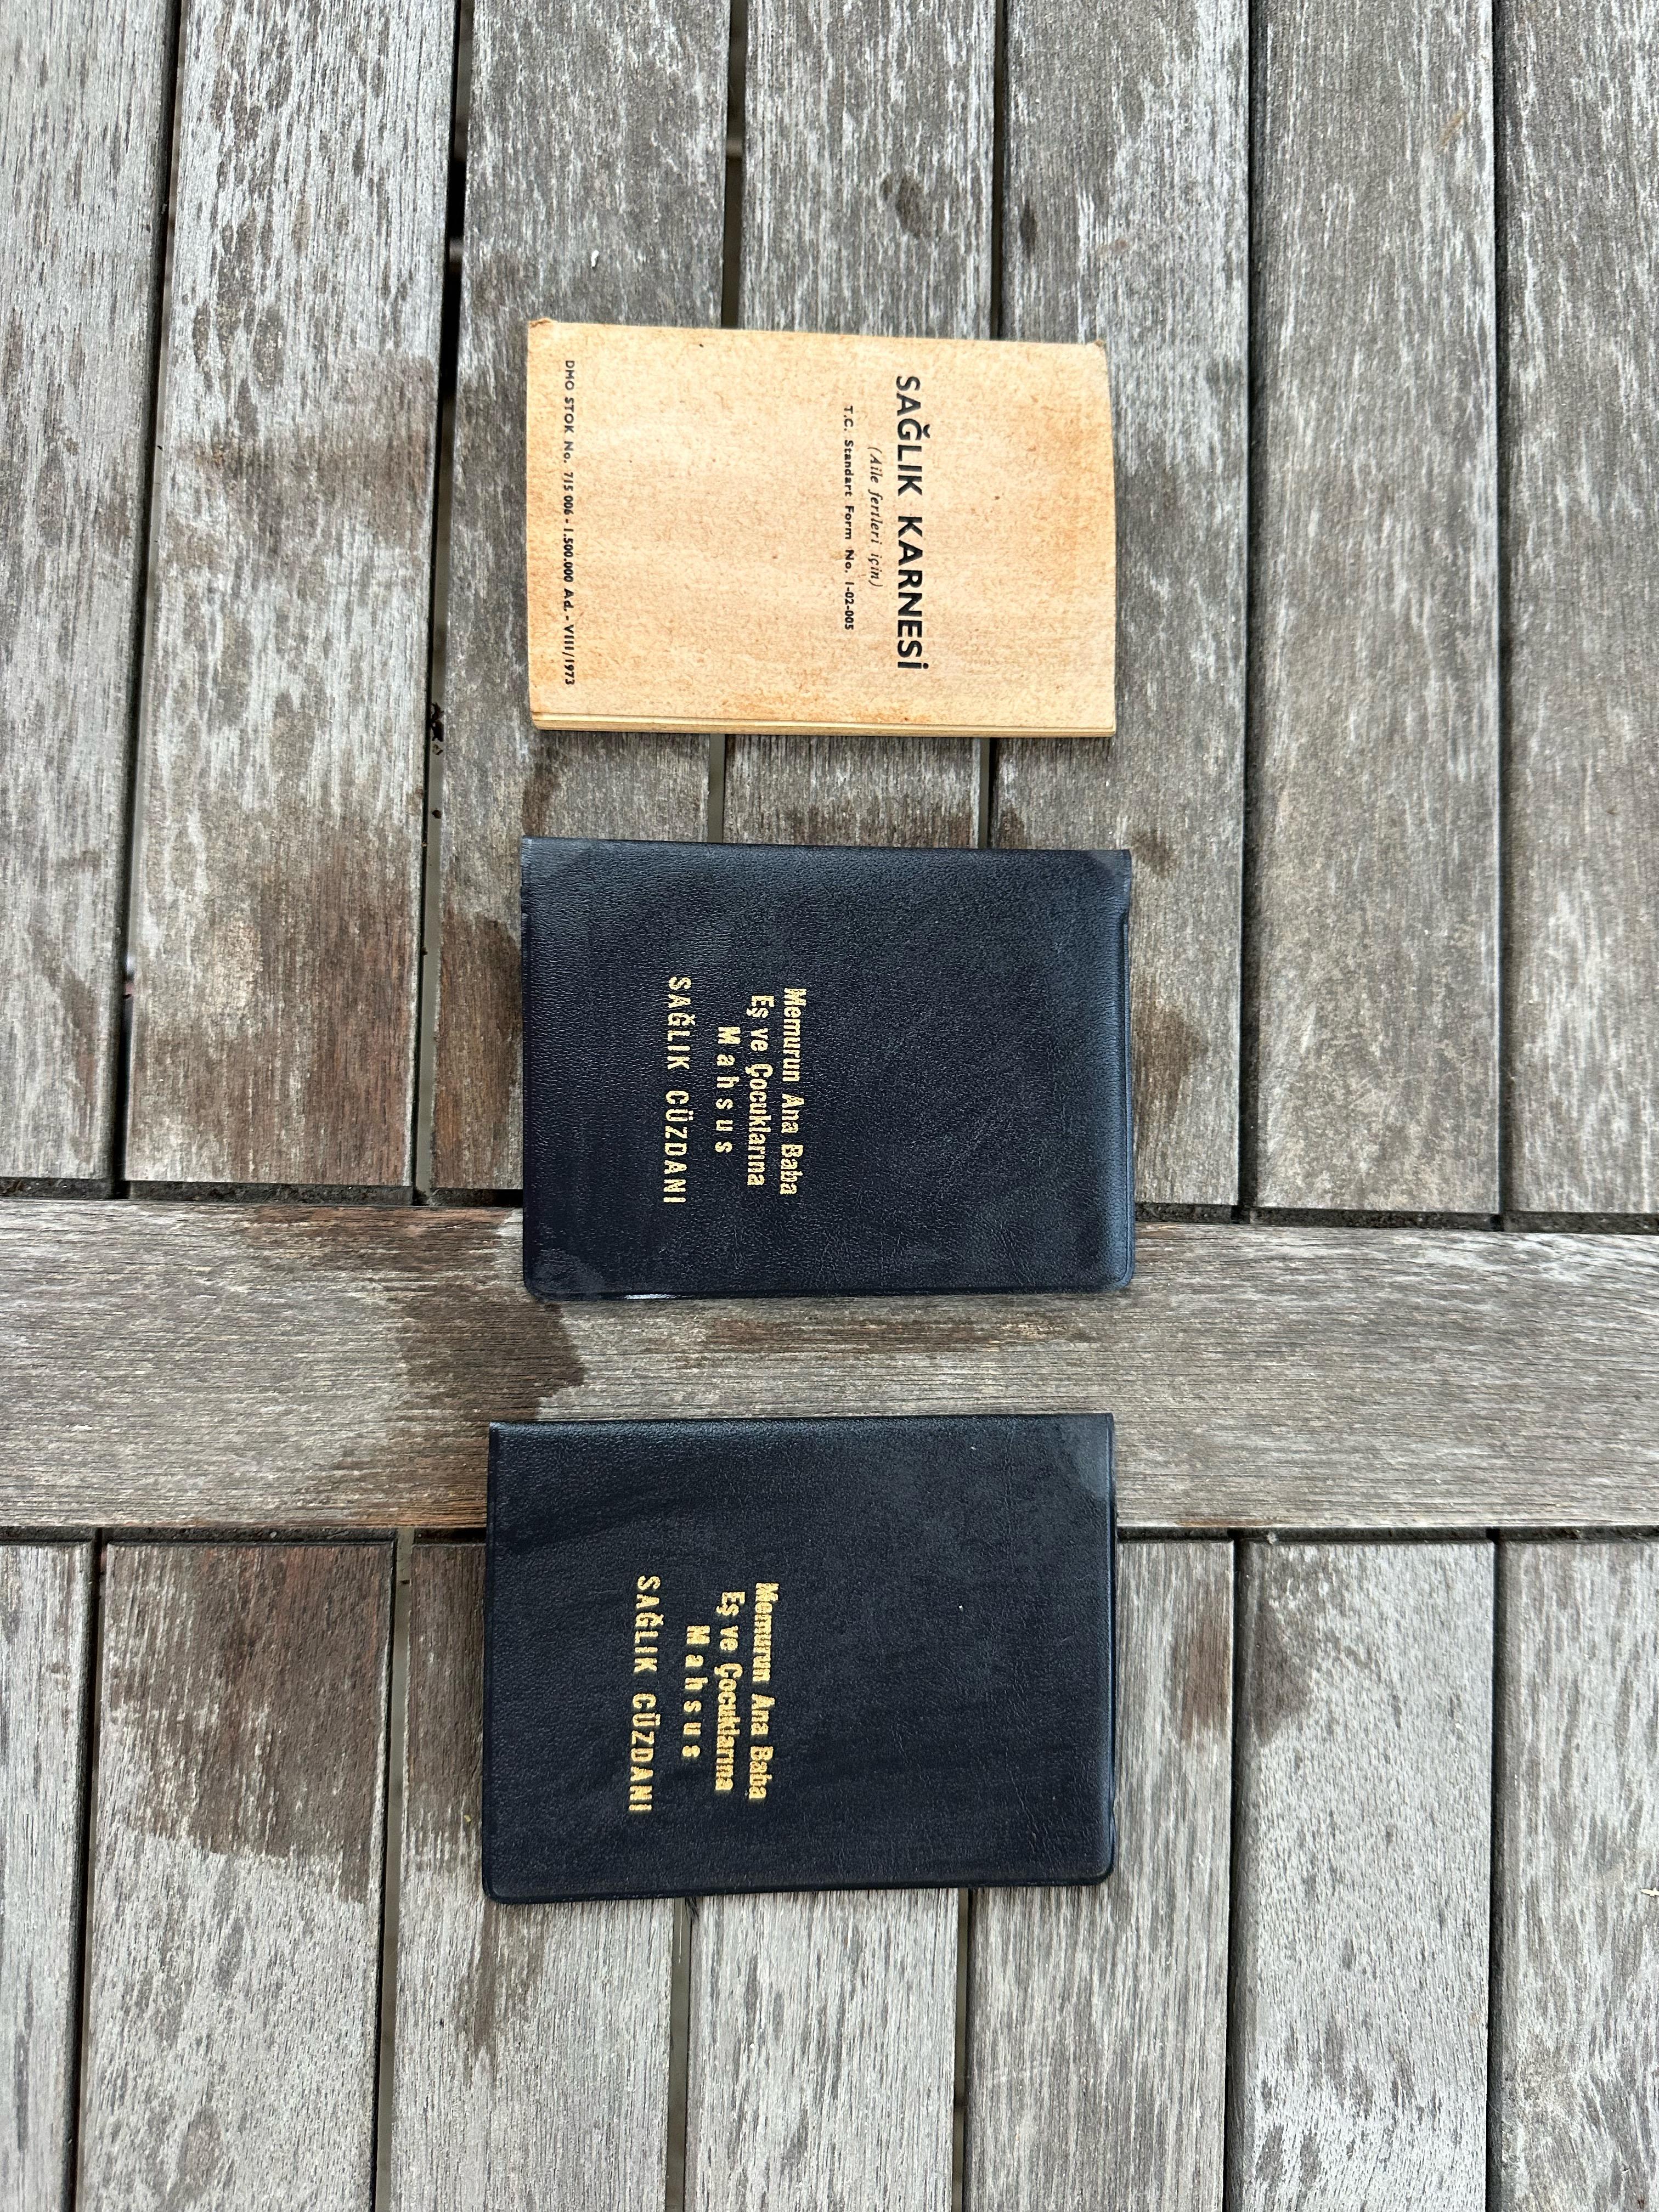 SAĞLIK KARNESİ
(Aile fertleri için)
T.C. Standart Form No. 1-02-005
DMO STOK No. 715 006 - 1.500.000 Ad. - VIII/1973
Memurun Ana Baba
Eş ve Çocuklarına
Mahsus
SAĞLIK CÜZDANI
Memurun Ana Baba
Eş ve Çocuklarına
Mahsus
SAĞLIK CÜZDANI